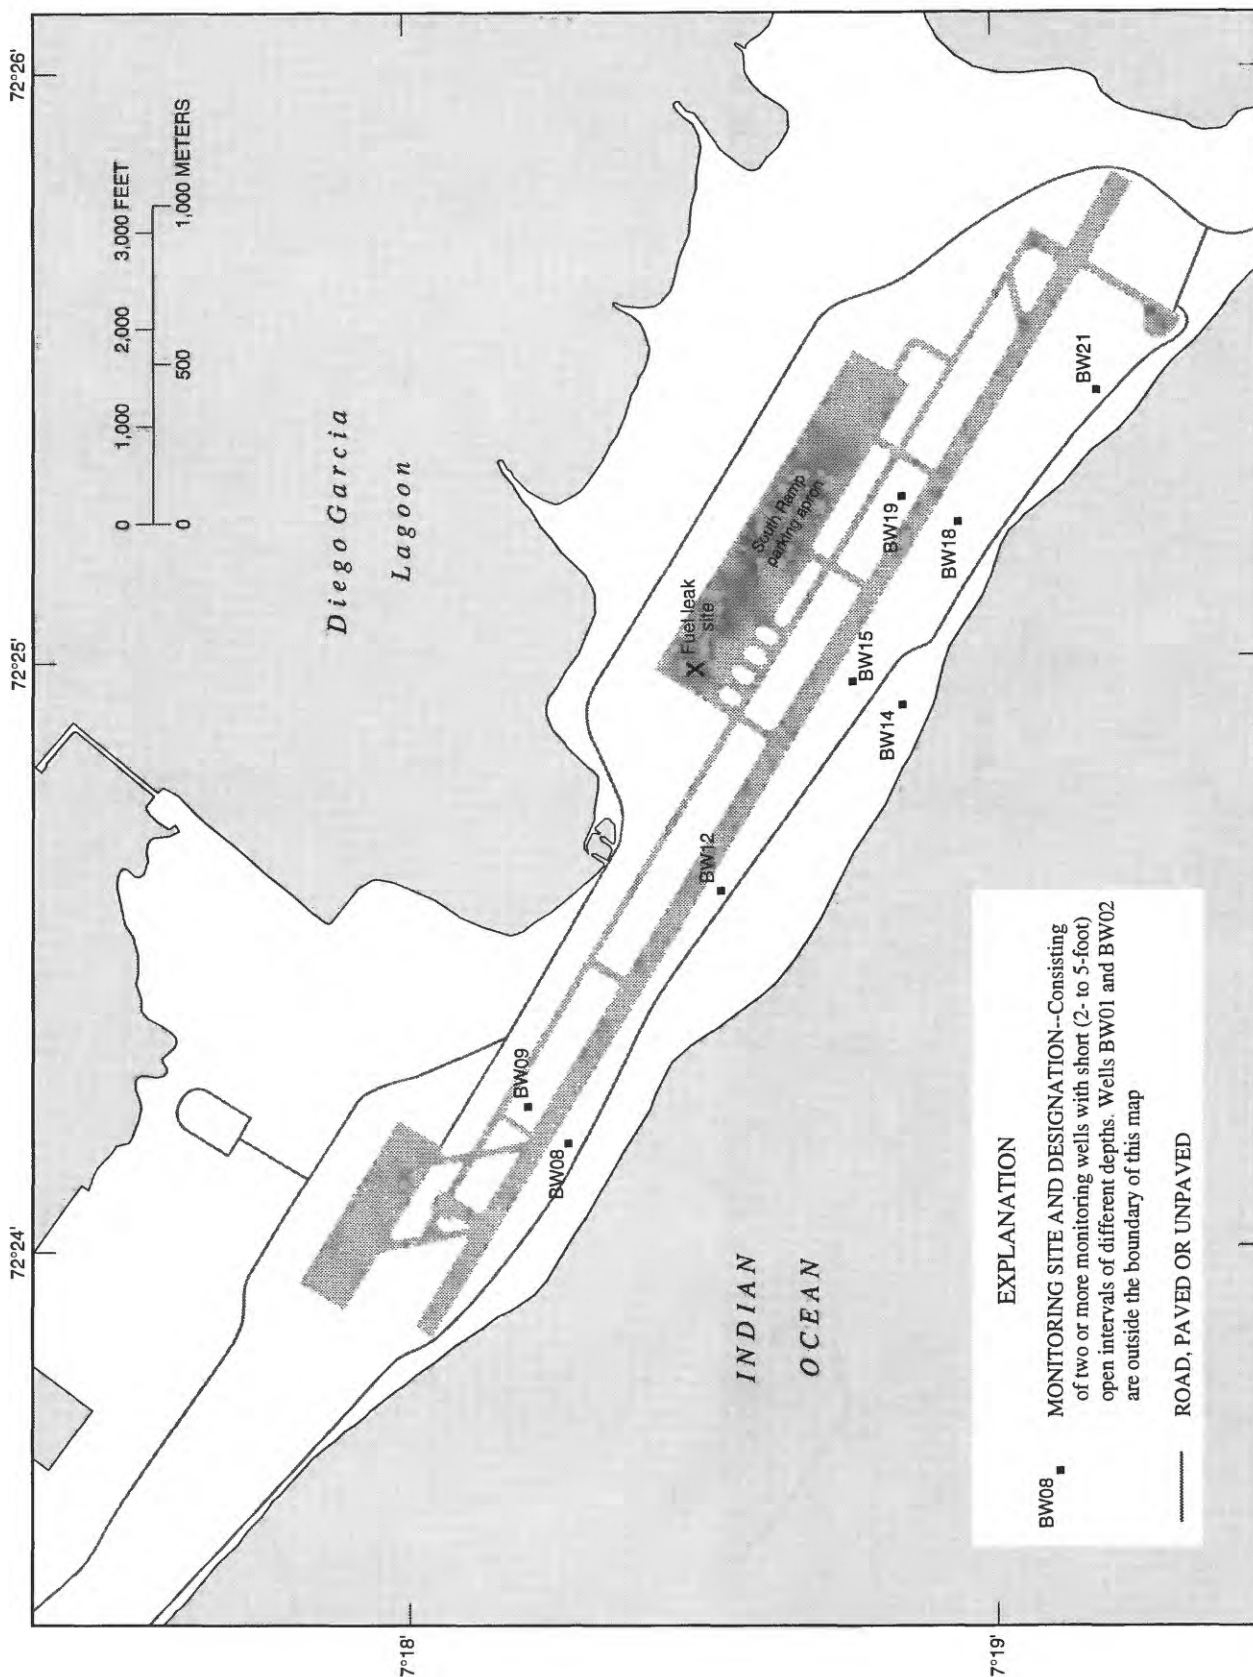 72°24'
72°25'
72°26'
7°18'
7°19'
0 1,000 2,000 3,000 FEET
0 500 1,000 METERS
Diego Garcia
Lagoon
Fuel leak
site
X
South Ramp
parking apron
BW09
BW08
BW12
BW15
BW14
BW19
BW18
BW21
INDIAN
OCEAN
EXPLANATION
BW08
MONITORING SITE AND DESIGNATION--Consisting
of two or more monitoring wells with short (2- to 5-foot)
open intervals of different depths. Wells BW01 and BW02
are outside the boundary of this map
ROAD, PAVED OR UNPAVED